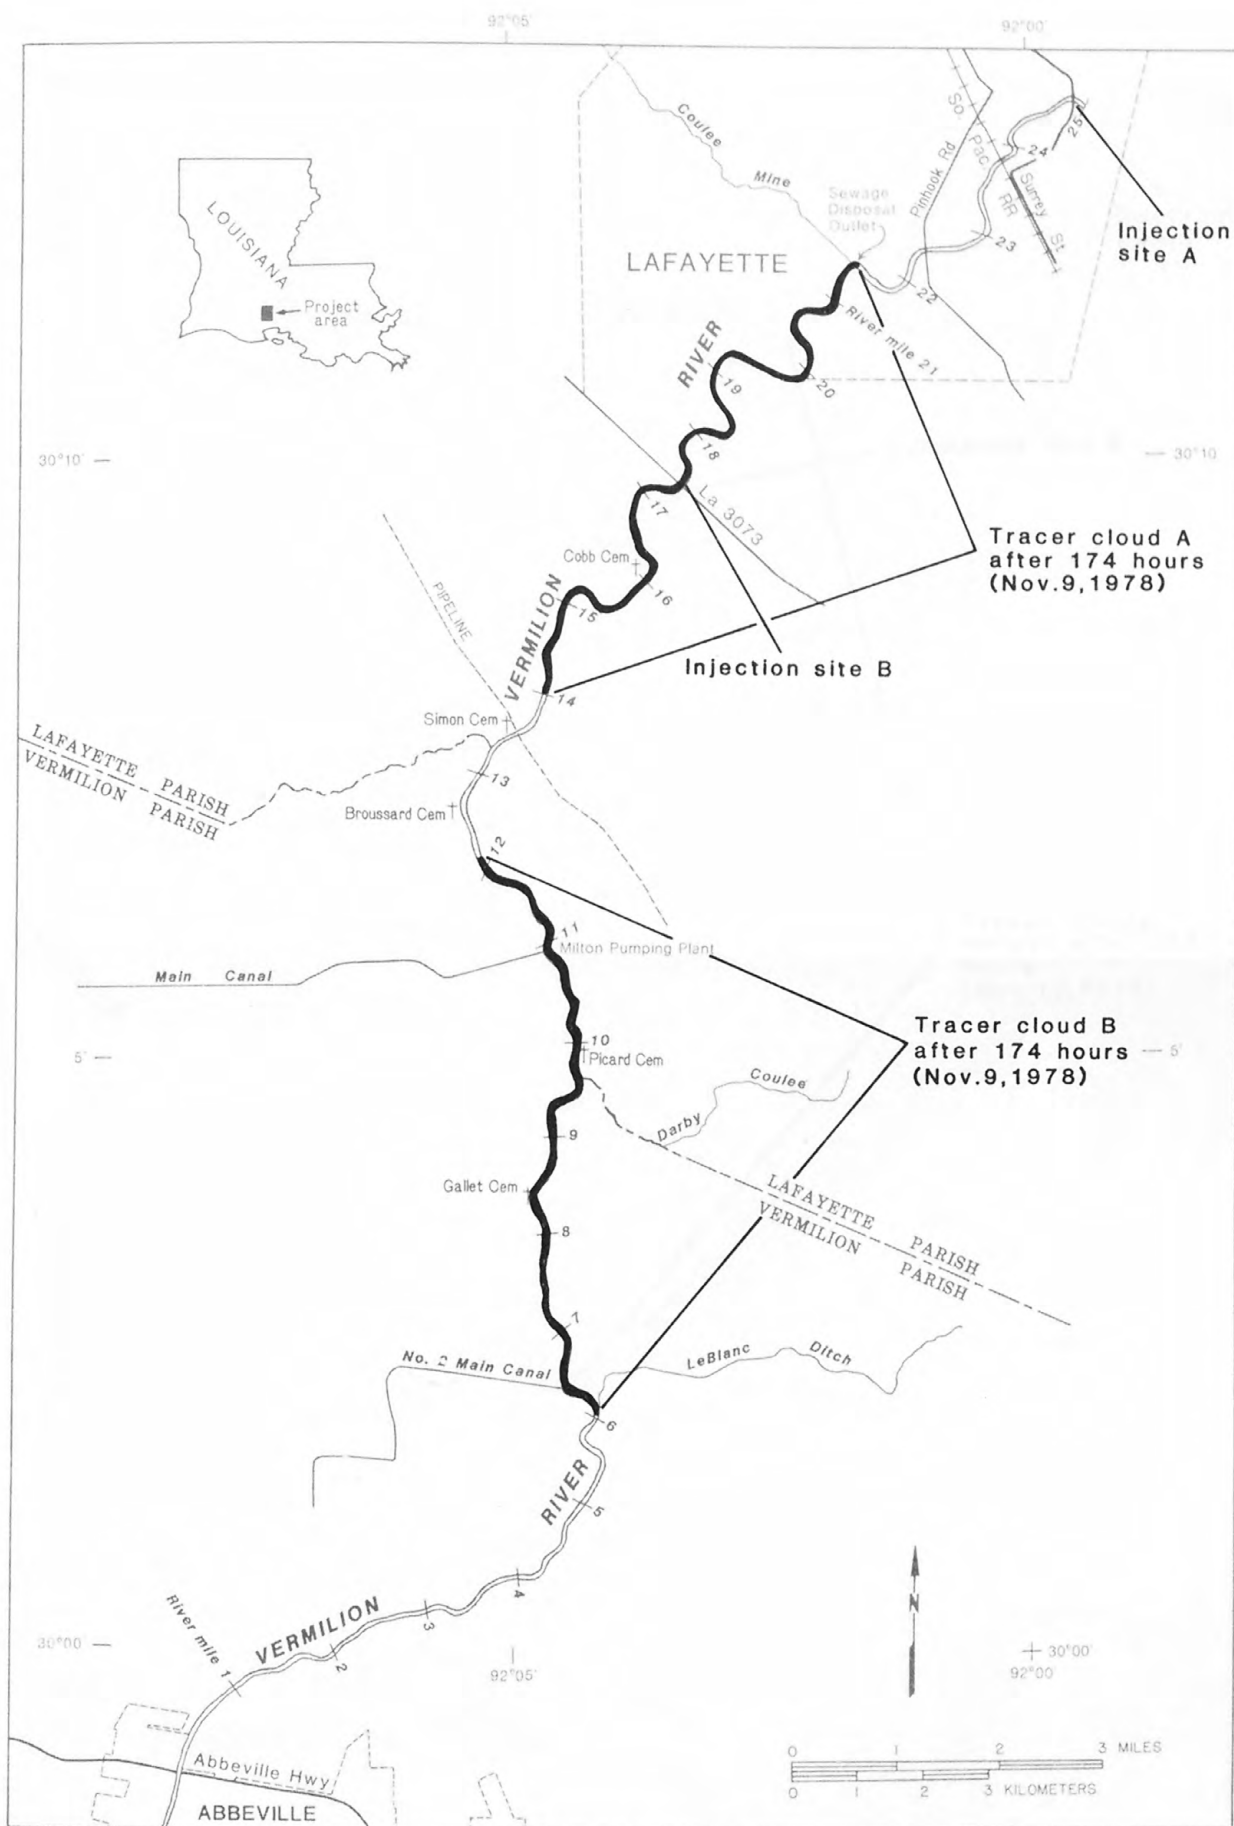 92°05'
92°00'
LOUISIANA
Project
area
Coulee
Mine
Sewage
Disposal
Outlet
Pinhook Rd
So. Pac RR
Surrey St
25
24
23
22
Injection
site A
LAFAYETTE
River mile 21
20
19
18
17
16
15
14
RIVER
VERMILION
30°10'
30°10
La 3073
Cobb Cem
PIPELINE
Tracer cloud A
after 174 hours
(Nov.9,1978)
Injection site B
Simon Cem
LAFAYETTE PARISH
VERMILION PARISH
13
Broussard Cem
12
11
Milton Pumping Plant
Main Canal
10
Picard Cem
5'
5'
Tracer cloud B
after 174 hours
(Nov.9,1978)
Darby Coulee
9
Gallet Cem
8
LAFAYETTE PARISH
VERMILION PARISH
7
No. 2 Main Canal
LeBlanc Ditch
6
RIVER
5
4
3
VERMILION
2
River mile 1
30°00'
92°05'
30°00'
92°00'
N
Abbeville Hwy
ABBEVILLE
0 1 2 3 MILES
0 1 2 3 KILOMETERS